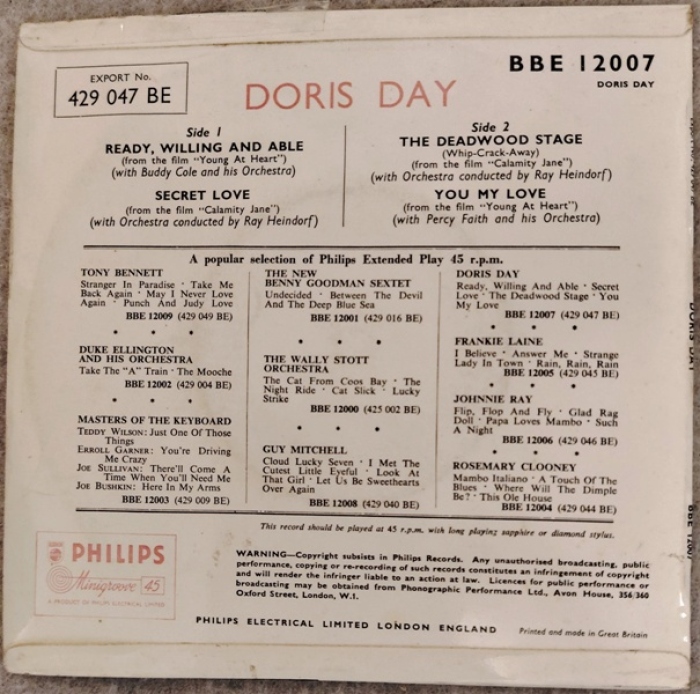 EXPORT No.
429 047 BE
DORIS DAY
BBE 12007
DORIS DAY
Side 1
READY, WILLING AND ABLE
(from the film "Young At Heart")
(with Buddy Cole and his Orchestra)
SECRET LOVE
(from the film "Calamity Jane")
(with Orchestra conducted by Ray Heindorf)
Side 2
THE DEADWOOD STAGE
(Whip-Crack-Away)
(from the film "Calamity Jane")
(with Orchestra conducted by Ray Heindorf)
YOU MY LOVE
(from the film "Young At Heart")
(with Percy Faith and his Orchestra)
A popular selection of Philips Extended Play 45 r.p.m.
TONY BENNETT
Stranger In Paradise · Take Me
Back Again · May I Never Love
Again · Punch And Judy Love
BBE 12009 (429 049 BE)
DUKE ELLINGTON
AND HIS ORCHESTRA
Take The "A" Train · The Mooche
BBE 12002 (429 004 BE)
MASTERS OF THE KEYBOARD
TEDDY WILSON: Just One Of Those
Things
ERROLL GARNER: You're Driving
Me Crazy
JOE SULLIVAN: There'll Come A
Time When You'll Need Me
JOE BUSHKIN: Here In My Arms
BBE 12003 (429 009 BE)
THE NEW
BENNY GOODMAN SEXTET
Undecided · Between The Devil
And The Deep Blue Sea
BBE 12001 (429 016 BE)
THE WALLY STOTT
ORCHESTRA
The Cat From Coos Bay · The
Night Ride · Cat Slick · Lucky
Strike
BBE 12000 (425 002 BE)
GUY MITCHELL
Cloud Lucky Seven · I Met The
Cutest Little Eyeful · Look At
That Girl · Let Us Be Sweethearts
Over Again
BBE 12008 (429 040 BE)
DORIS DAY
Ready, Willing And Able · Secret
Love · The Deadwood Stage · You
My Love
BBE 12007 (429 047 BE)
FRANKIE LAINE
I Believe · Answer Me · Strange
Lady In Town · Rain, Rain, Rain
BBE 12005 (429 045 BE)
JOHNNIE RAY
Flip, Flop And Fly · Glad Rag
Doll · Papa Loves Mambo · Such
A Night
BBE 12006 (429 046 BE)
ROSEMARY CLOONEY
Mambo Italiano · A Touch Of The
Blues · Where Will The Dimple
Be? · This Ole House
BBE 12004 (429 044 BE)
This record should be played at 45 r.p.m. with long playing sapphire or diamond stylus.
PHILIPS
Minigroove 45
A PRODUCT OF PHILIPS ELECTRICAL LIMITED
WARNING—Copyright subsists in Philips Records. Any unauthorised broadcasting, public
performance, copying or re-recording of such records constitutes an infringement of copyright
and will render the infringer liable to an action at law. Licences for public performance or
broadcasting may be obtained from Phonographic Performance Ltd., Avon House, 356/360
Oxford Street, London, W.1.
PHILIPS ELECTRICAL LIMITED LONDON ENGLAND
Printed and made in Great Britain